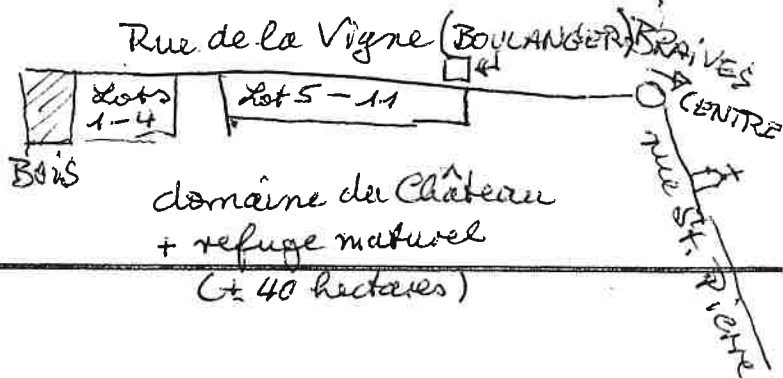 Rue de la Vigne (BOULANGER) BRAIVES
CENTRE
Lots
1-4
Lot 5-11
BOIS
rue St. Pierre
domaine du Château
+ refuge naturel
(± 40 hectares)